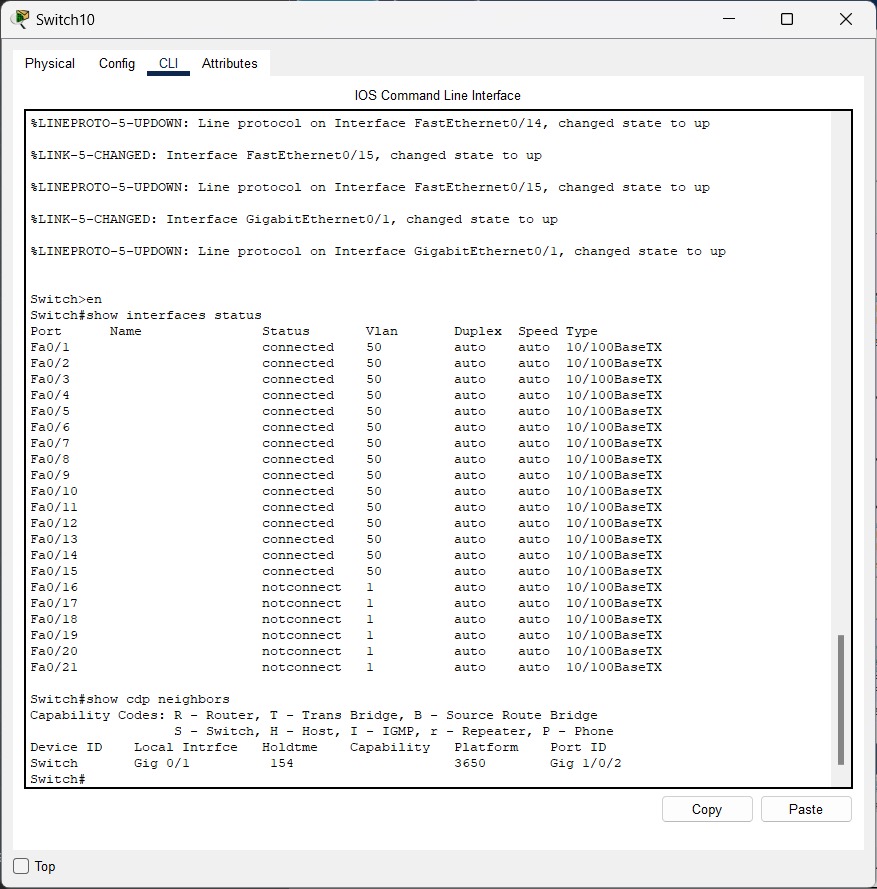 Switch10
Physical Config CLI Attributes
IOS Command Line Interface
%LINEPROTO-5-UPDOWN: Line protocol on Interface FastEthernet0/14, changed state to up
%LINK-5-CHANGED: Interface FastEthernet0/15, changed state to up
%LINEPROTO-5-UPDOWN: Line protocol on Interface FastEthernet0/15, changed state to up
%LINK-5-CHANGED: Interface GigabitEthernet0/1, changed state to up
%LINEPROTO-5-UPDOWN: Line protocol on Interface GigabitEthernet0/1, changed state to up
Switch>en
Switch#show interfaces status
Port Name Status Vlan Duplex Speed Type
Fa0/1 connected 50 auto auto 10/100BaseTX
Fa0/2 connected 50 auto auto 10/100BaseTX
Fa0/3 connected 50 auto auto 10/100BaseTX
Fa0/4 connected 50 auto auto 10/100BaseTX
Fa0/5 connected 50 auto auto 10/100BaseTX
Fa0/6 connected 50 auto auto 10/100BaseTX
Fa0/7 connected 50 auto auto 10/100BaseTX
Fa0/8 connected 50 auto auto 10/100BaseTX
Fa0/9 connected 50 auto auto 10/100BaseTX
Fa0/10 connected 50 auto auto 10/100BaseTX
Fa0/11 connected 50 auto auto 10/100BaseTX
Fa0/12 connected 50 auto auto 10/100BaseTX
Fa0/13 connected 50 auto auto 10/100BaseTX
Fa0/14 connected 50 auto auto 10/100BaseTX
Fa0/15 connected 50 auto auto 10/100BaseTX
Fa0/16 notconnect 1 auto auto 10/100BaseTX
Fa0/17 notconnect 1 auto auto 10/100BaseTX
Fa0/18 notconnect 1 auto auto 10/100BaseTX
Fa0/19 notconnect 1 auto auto 10/100BaseTX
Fa0/20 notconnect 1 auto auto 10/100BaseTX
Fa0/21 notconnect 1 auto auto 10/100BaseTX
Switch#show cdp neighbors
Capability Codes: R - Router, T - Trans Bridge, B - Source Route Bridge
S - Switch, H - Host, I - IGMP, r - Repeater, P - Phone
Device ID Local Intrfce Holdtme Capability Platform Port ID
Switch Gig 0/1 154 3650 Gig 1/0/2
Switch#
Copy Paste
Top